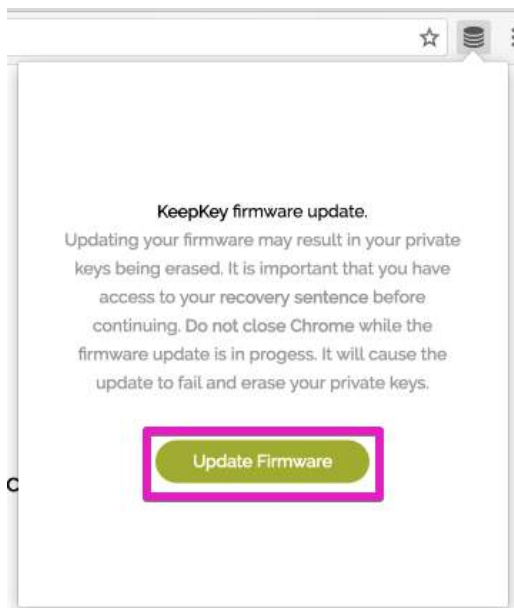 KeepKey firmware update.
Updating your firmware may result in your private
keys being erased. It is important that you have
access to your recovery sentence before
continuing. Do not close Chrome while the
firmware update is in progess. It will cause the
update to fail and erase your private keys.
Update Firmware